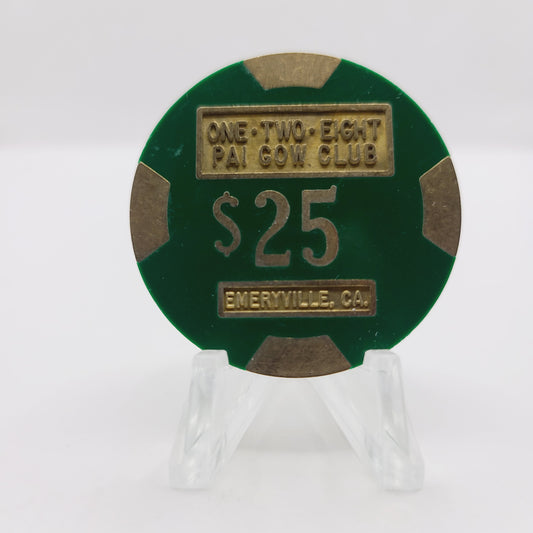 ONE·TWO·EIGHT
PAI GOW CLUB
$25
EMERYVILLE, CA.